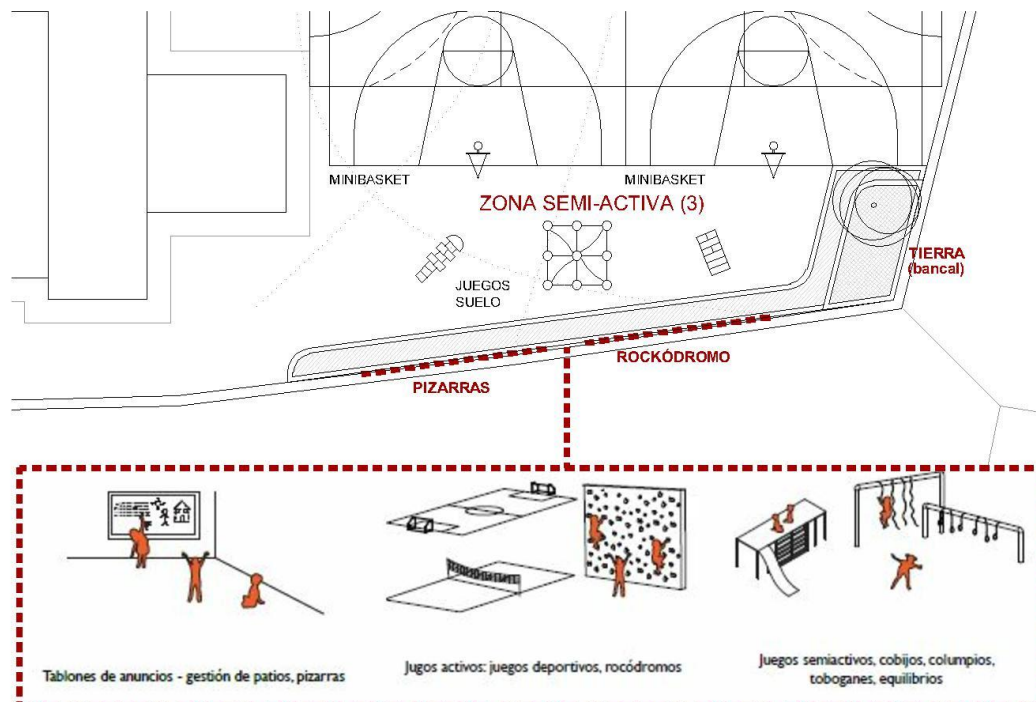 MINIBASKET
MINIBASKET
ZONA SEMI-ACTIVA (3)
TIERRA
(bancal)
JUEGOS
SUELO
ROCKÓDROMO
PIZARRAS
Tablones de anuncios - gestión de patios, pizarras
Jugos activos: juegos deportivos, rocódromos
Juegos semiactivos, cobijos, columpios,
toboganes, equilibrios